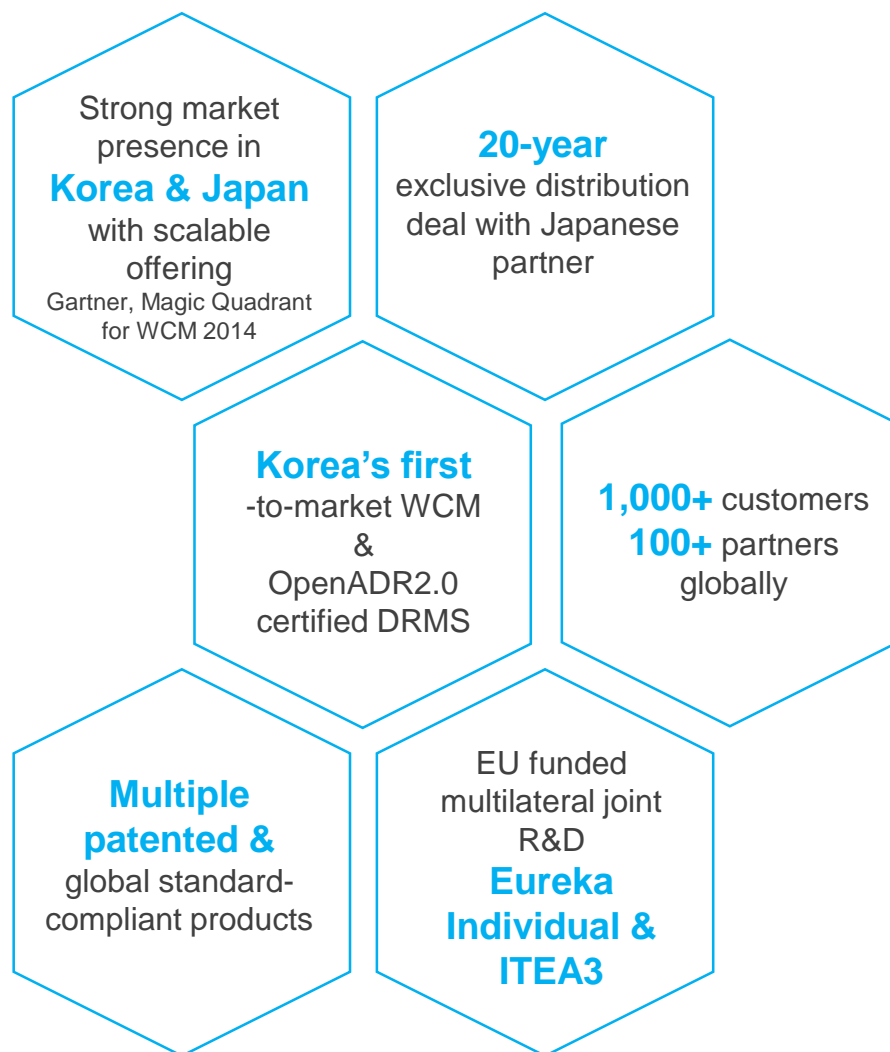 Strong market
presence in
Korea & Japan
with scalable
offering
Gartner, Magic Quadrant
for WCM 2014
20-year
exclusive distribution
deal with Japanese
partner
Korea's first
-to-market WCM
&
OpenADR2.0
certified DRMS
1,000+ customers
100+ partners
globally
Multiple
patented &
global standard-
compliant products
EU funded
multilateral joint
R&D
Eureka
Individual &
ITEA3